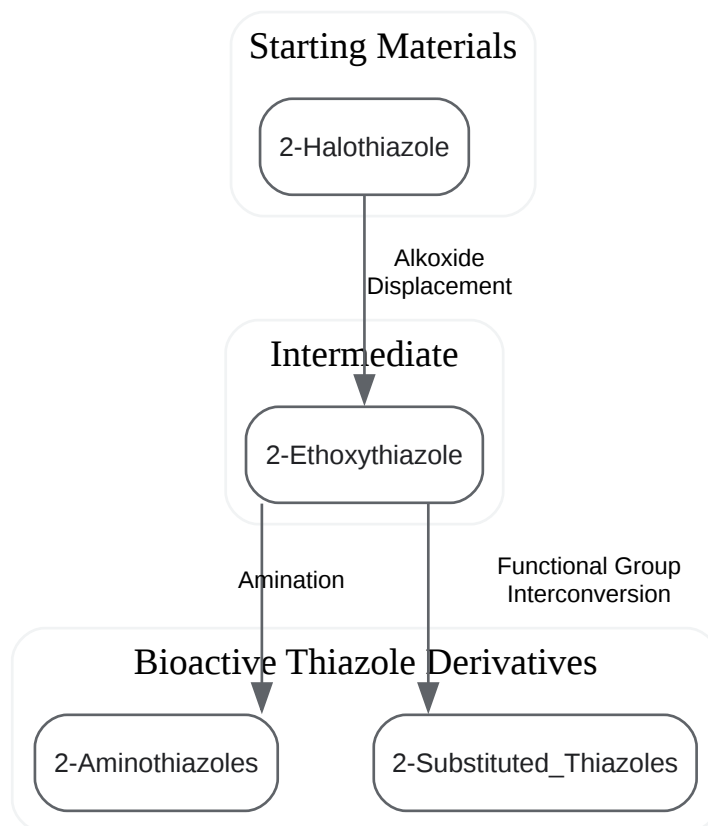 Starting Materials
2-Halothiazole
Alkoxide
Displacement
Intermediate
2-Ethoxythiazole
Amination
Functional Group
Interconversion
Bioactive Thiazole Derivatives
2-Aminothiazoles
2-Substituted_Thiazoles